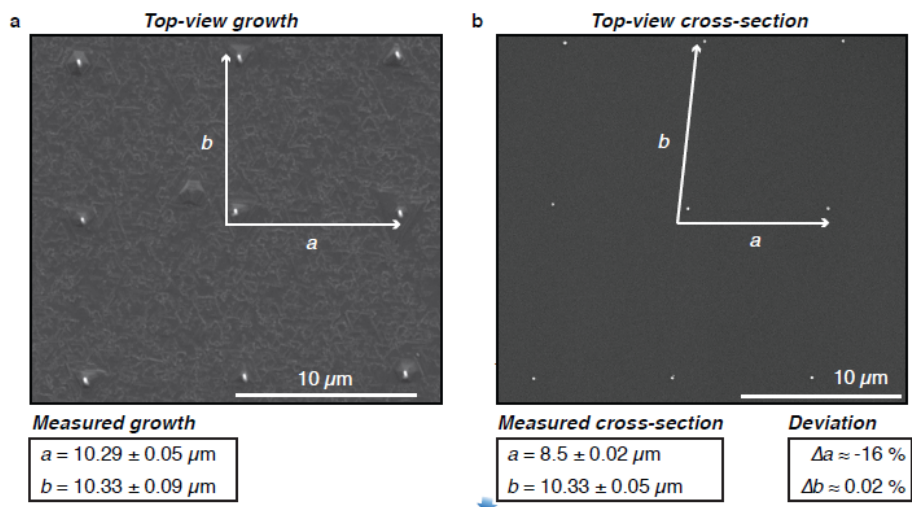 a Top-view growth
b
a
10 μm
Measured growth
a = 10.29 ± 0.05 μm
b = 10.33 ± 0.09 μm
b Top-view cross-section
b
a
10 μm
Measured cross-section
a = 8.5 ± 0.02 μm
b = 10.33 ± 0.05 μm
Deviation
Δa ≈ -16 %
Δb ≈ 0.02 %